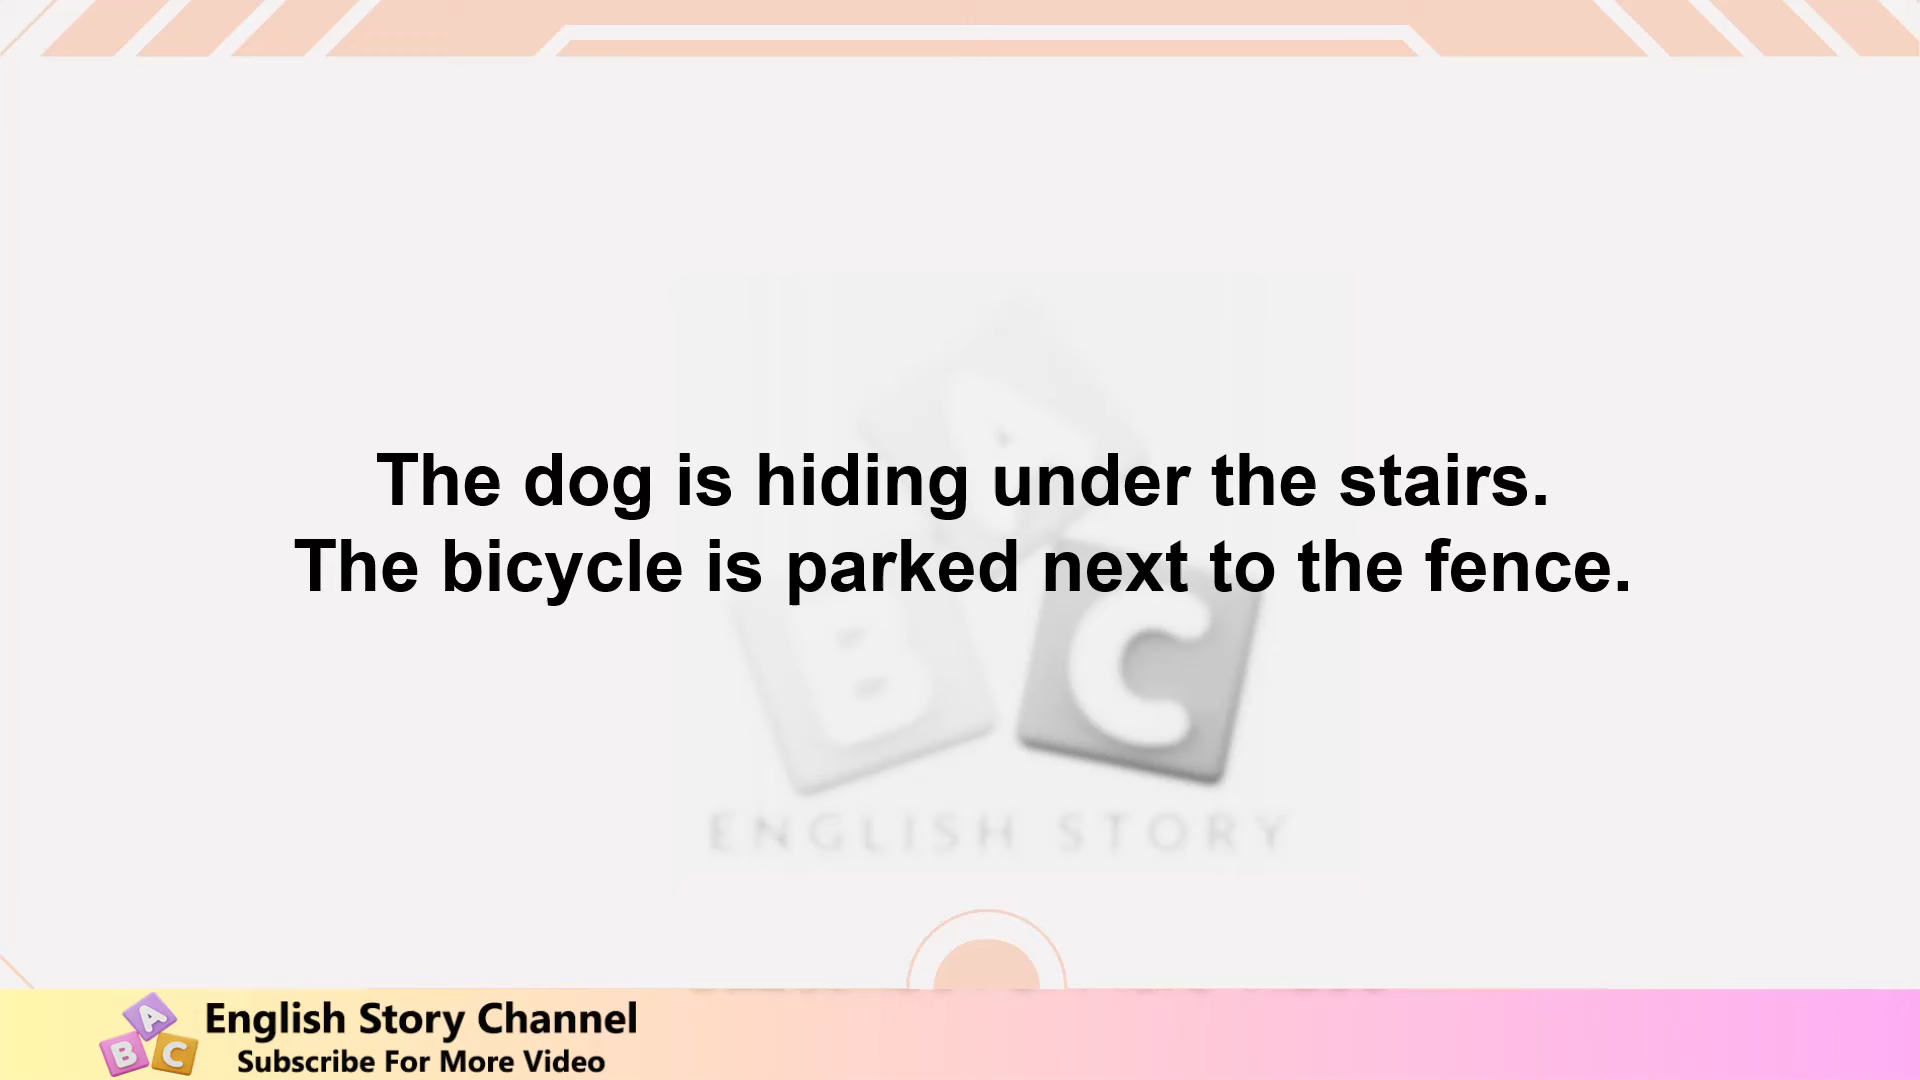 The dog is hiding under the stairs.
The bicycle is parked next to the fence.
A
B
C
ENGLISH STORY
A
B
C
English Story Channel
Subscribe For More Video